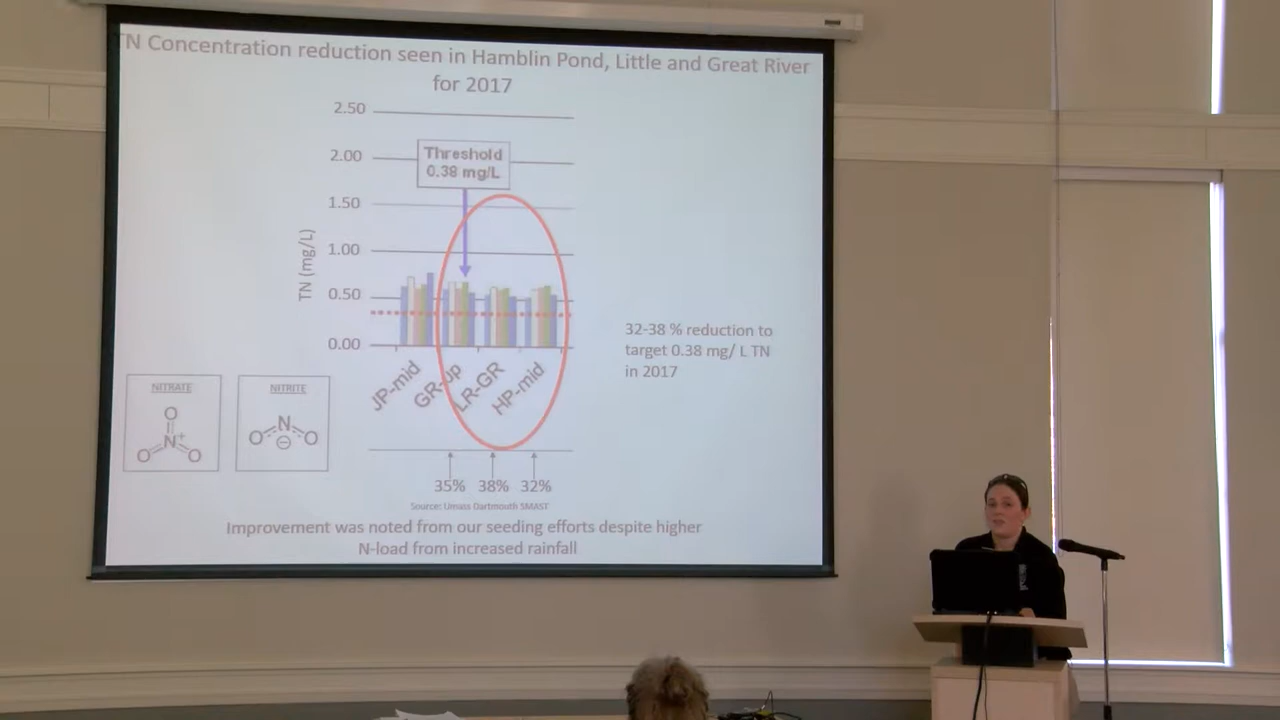 TN Concentration reduction seen in Hamblin Pond, Little and Great River
for 2017
2.50
2.00
1.50
1.00
0.50
0.00
TN (mg/L)
Threshold
0.38 mg/L
JP-mid
GR-up
LR-GR
HP-mid
32-38 % reduction to
target 0.38 mg/ L TN
in 2017
NITRATE
O
N+
O O
NITRITE
N
O O
35% 38% 32%
Source: Umass Dartmouth SMAST
Improvement was noted from our seeding efforts despite higher
N-load from increased rainfall